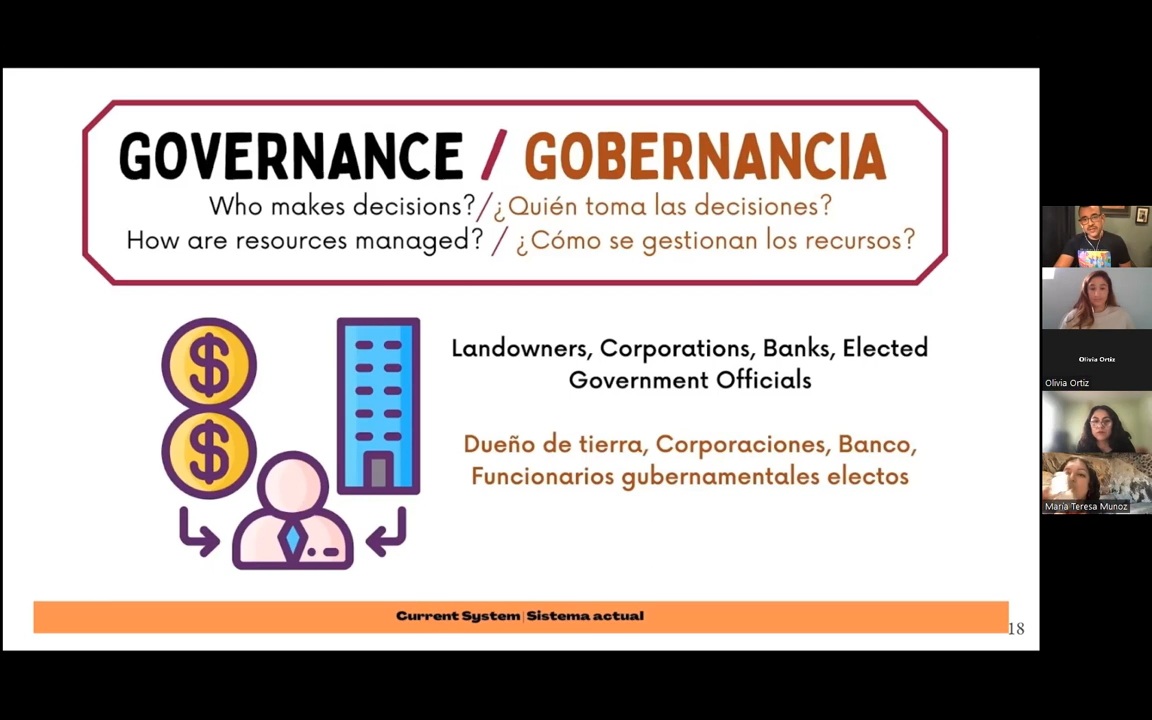 GOVERNANCE / GOBERNANCIA
Who makes decisions?/¿Quién toma las decisiones?
How are resources managed? / ¿Cómo se gestionan los recursos?
Landowners, Corporations, Banks, Elected
Government Officials
Dueño de tierra, Corporaciones, Banco,
Funcionarios gubernamentales electos
$
$
Current System | Sistema actual
18
Olivia Ortiz
Olivia Ortiz
María Teresa Munoz